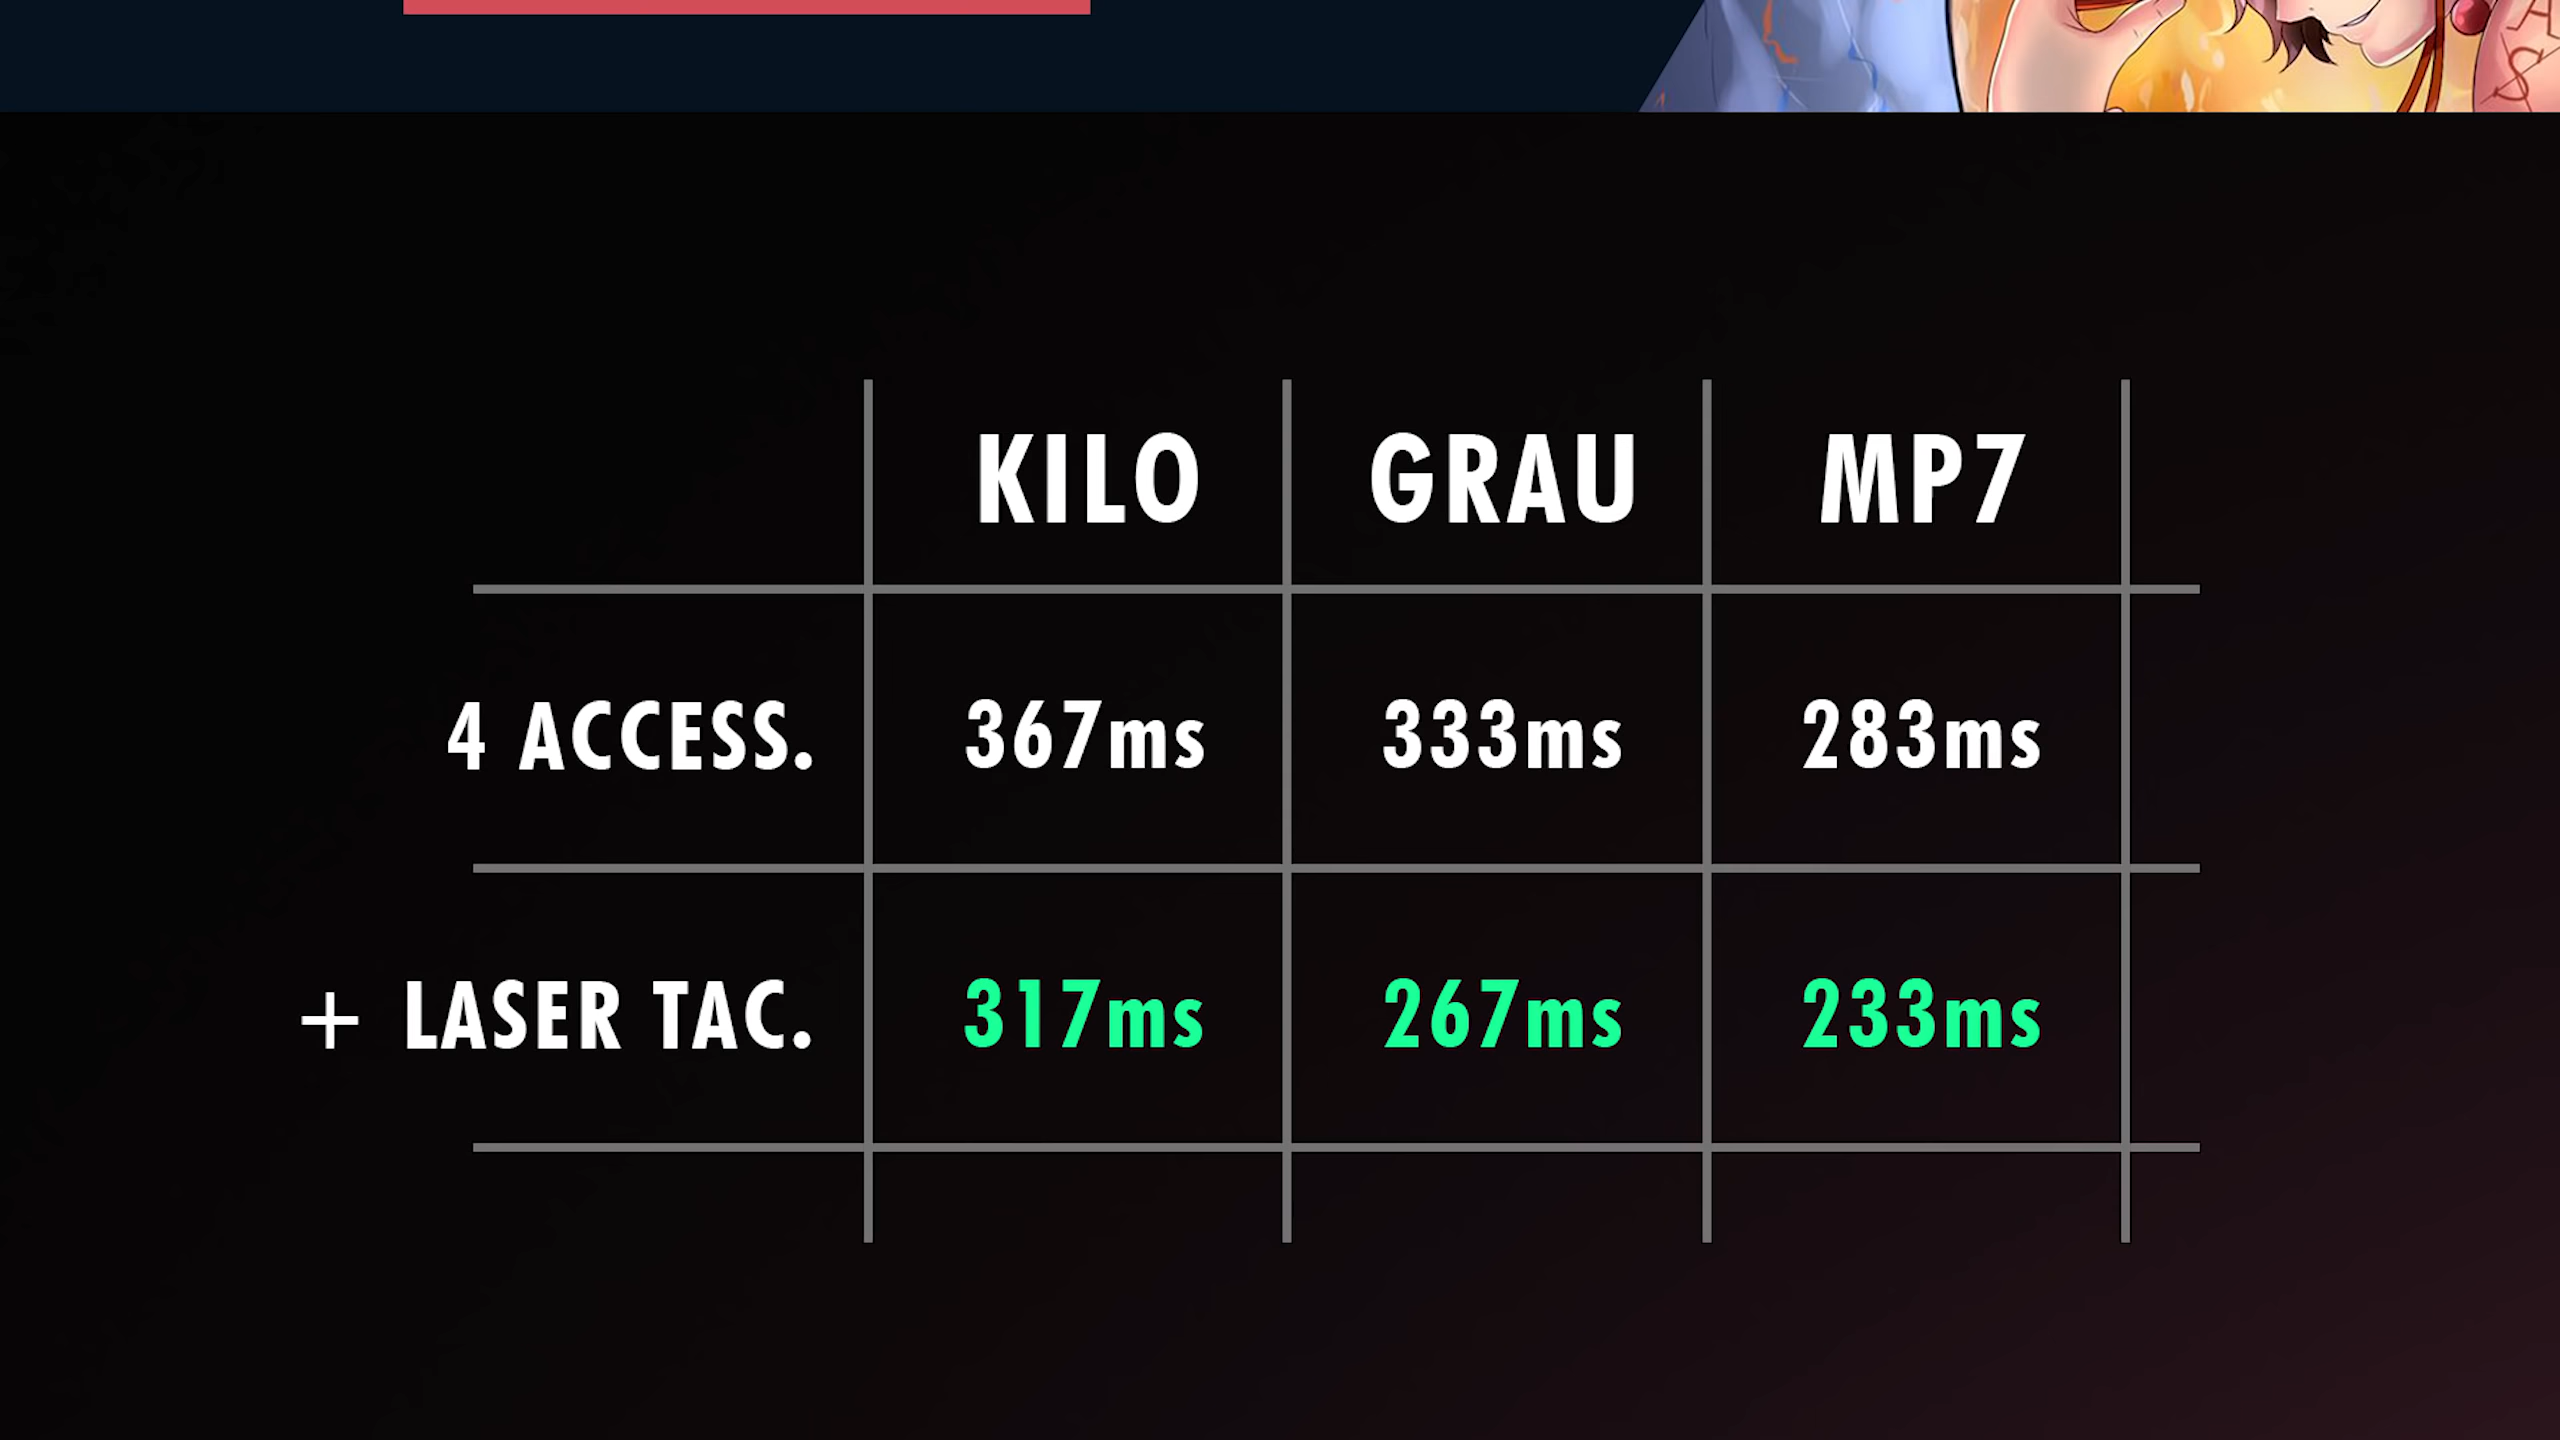 KILO GRAU MP7
4 ACCESS. 367ms 333ms 283ms
+ LASER TAC. 317ms 267ms 233ms